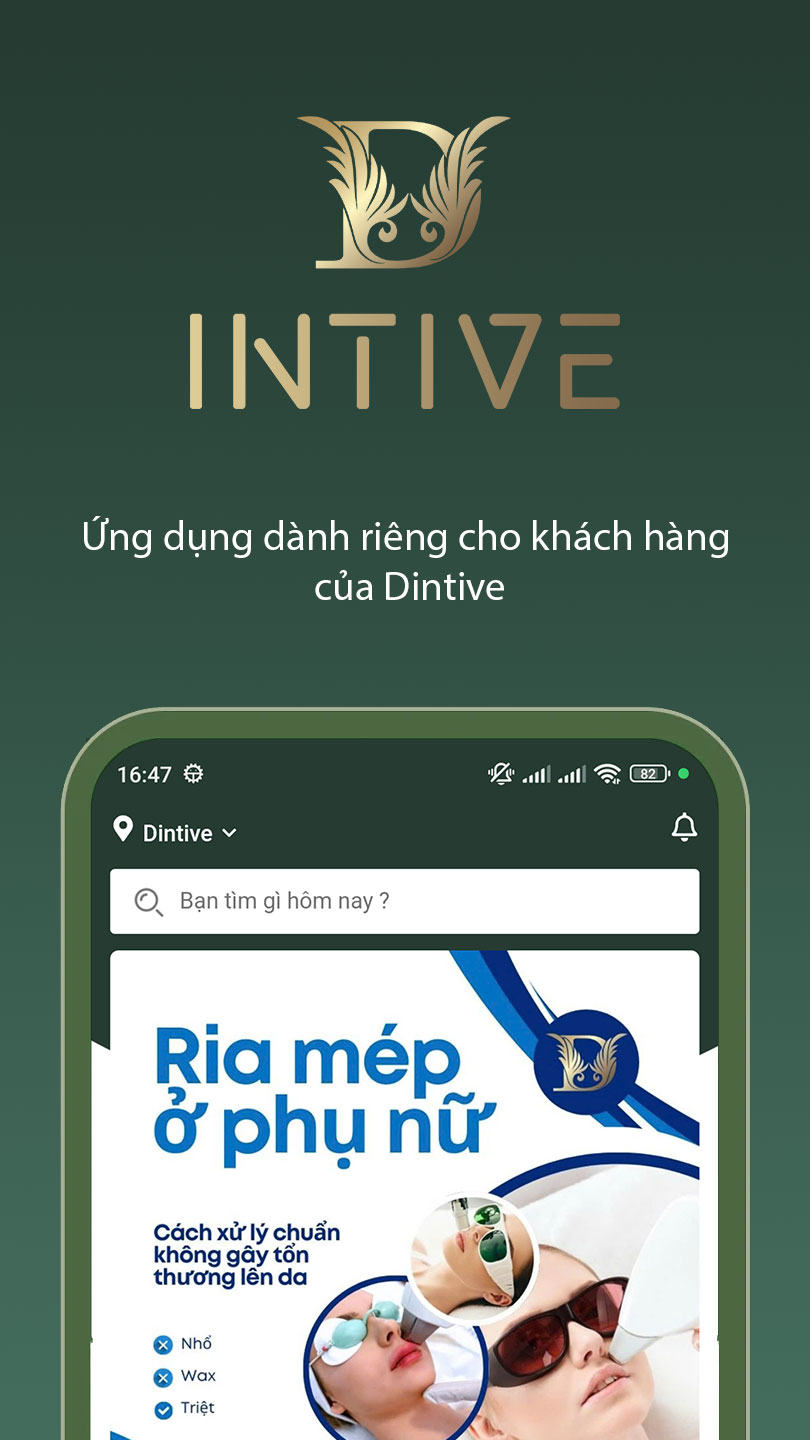 D
INTIVE
Ứng dụng dành riêng cho khách hàng
của Dintive
16:47
82
Dintive
Bạn tìm gì hôm nay ?
D
Ria mép
ở phụ nữ
Cách xử lý chuẩn
không gây tổn
thương lên da
Nhổ
Wax
Triệt